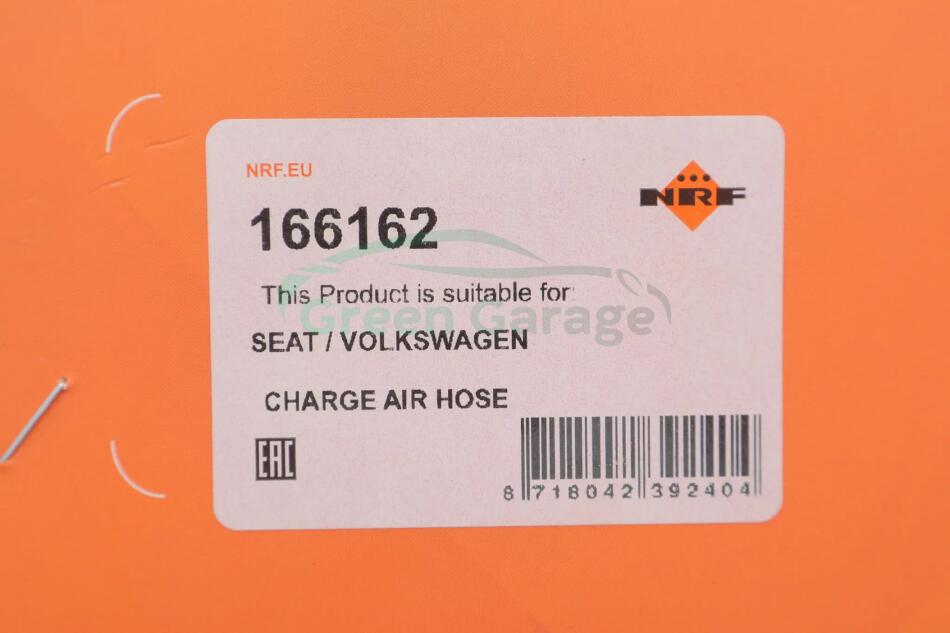 NRF.EU
NRF
166162
This Product is suitable for:
Green Garage
SEAT / VOLKSWAGEN
CHARGE AIR HOSE
EAC
8 718042 392404